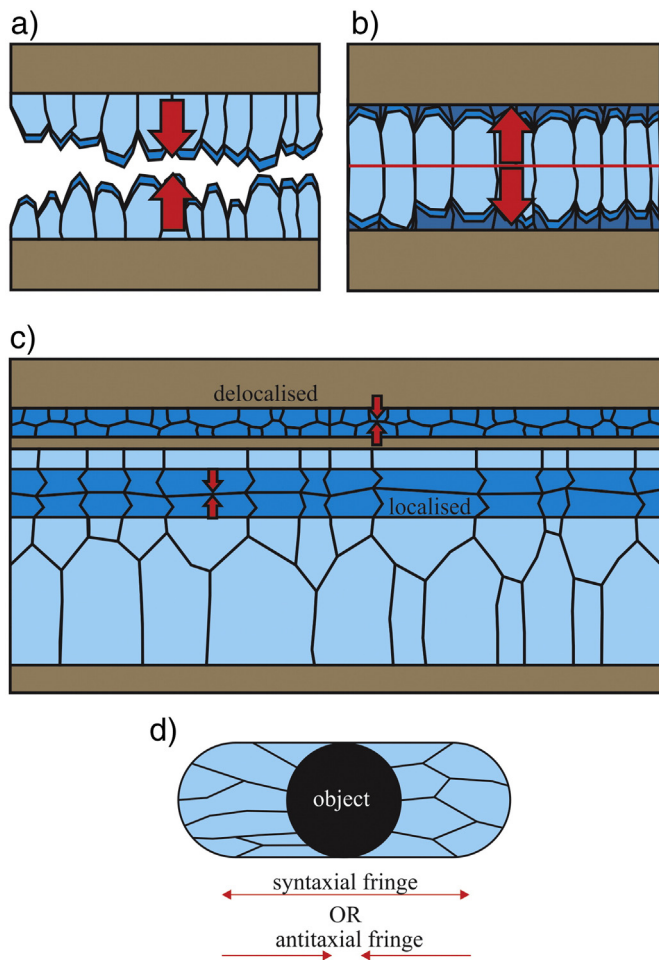 a)
b)
c)
delocalised
localised
d)
object
syntaxial fringe
OR
antitaxial fringe